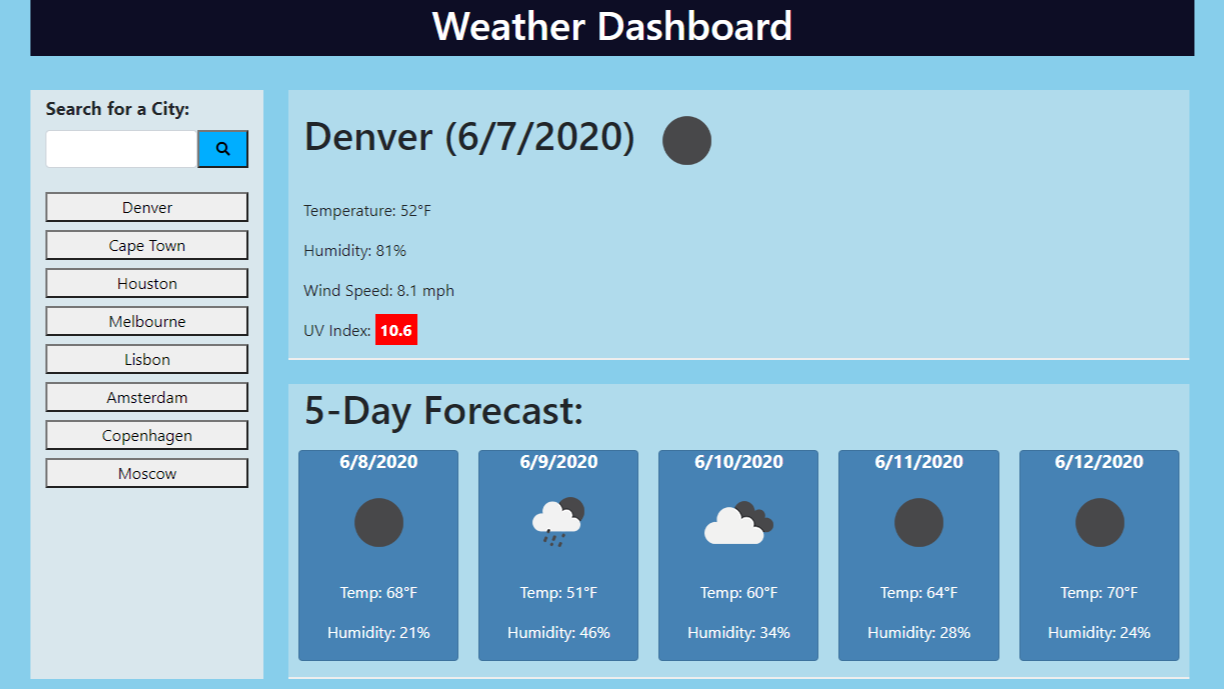 Weather Dashboard
Search for a City:
Denver
Cape Town
Houston
Melbourne
Lisbon
Amsterdam
Copenhagen
Moscow
Denver (6/7/2020)
Temperature: 52°F
Humidity: 81%
Wind Speed: 8.1 mph
UV Index: 10.6
5-Day Forecast:
6/8/2020
Temp: 68°F
Humidity: 21%
6/9/2020
Temp: 51°F
Humidity: 46%
6/10/2020
Temp: 60°F
Humidity: 34%
6/11/2020
Temp: 64°F
Humidity: 28%
6/12/2020
Temp: 70°F
Humidity: 24%